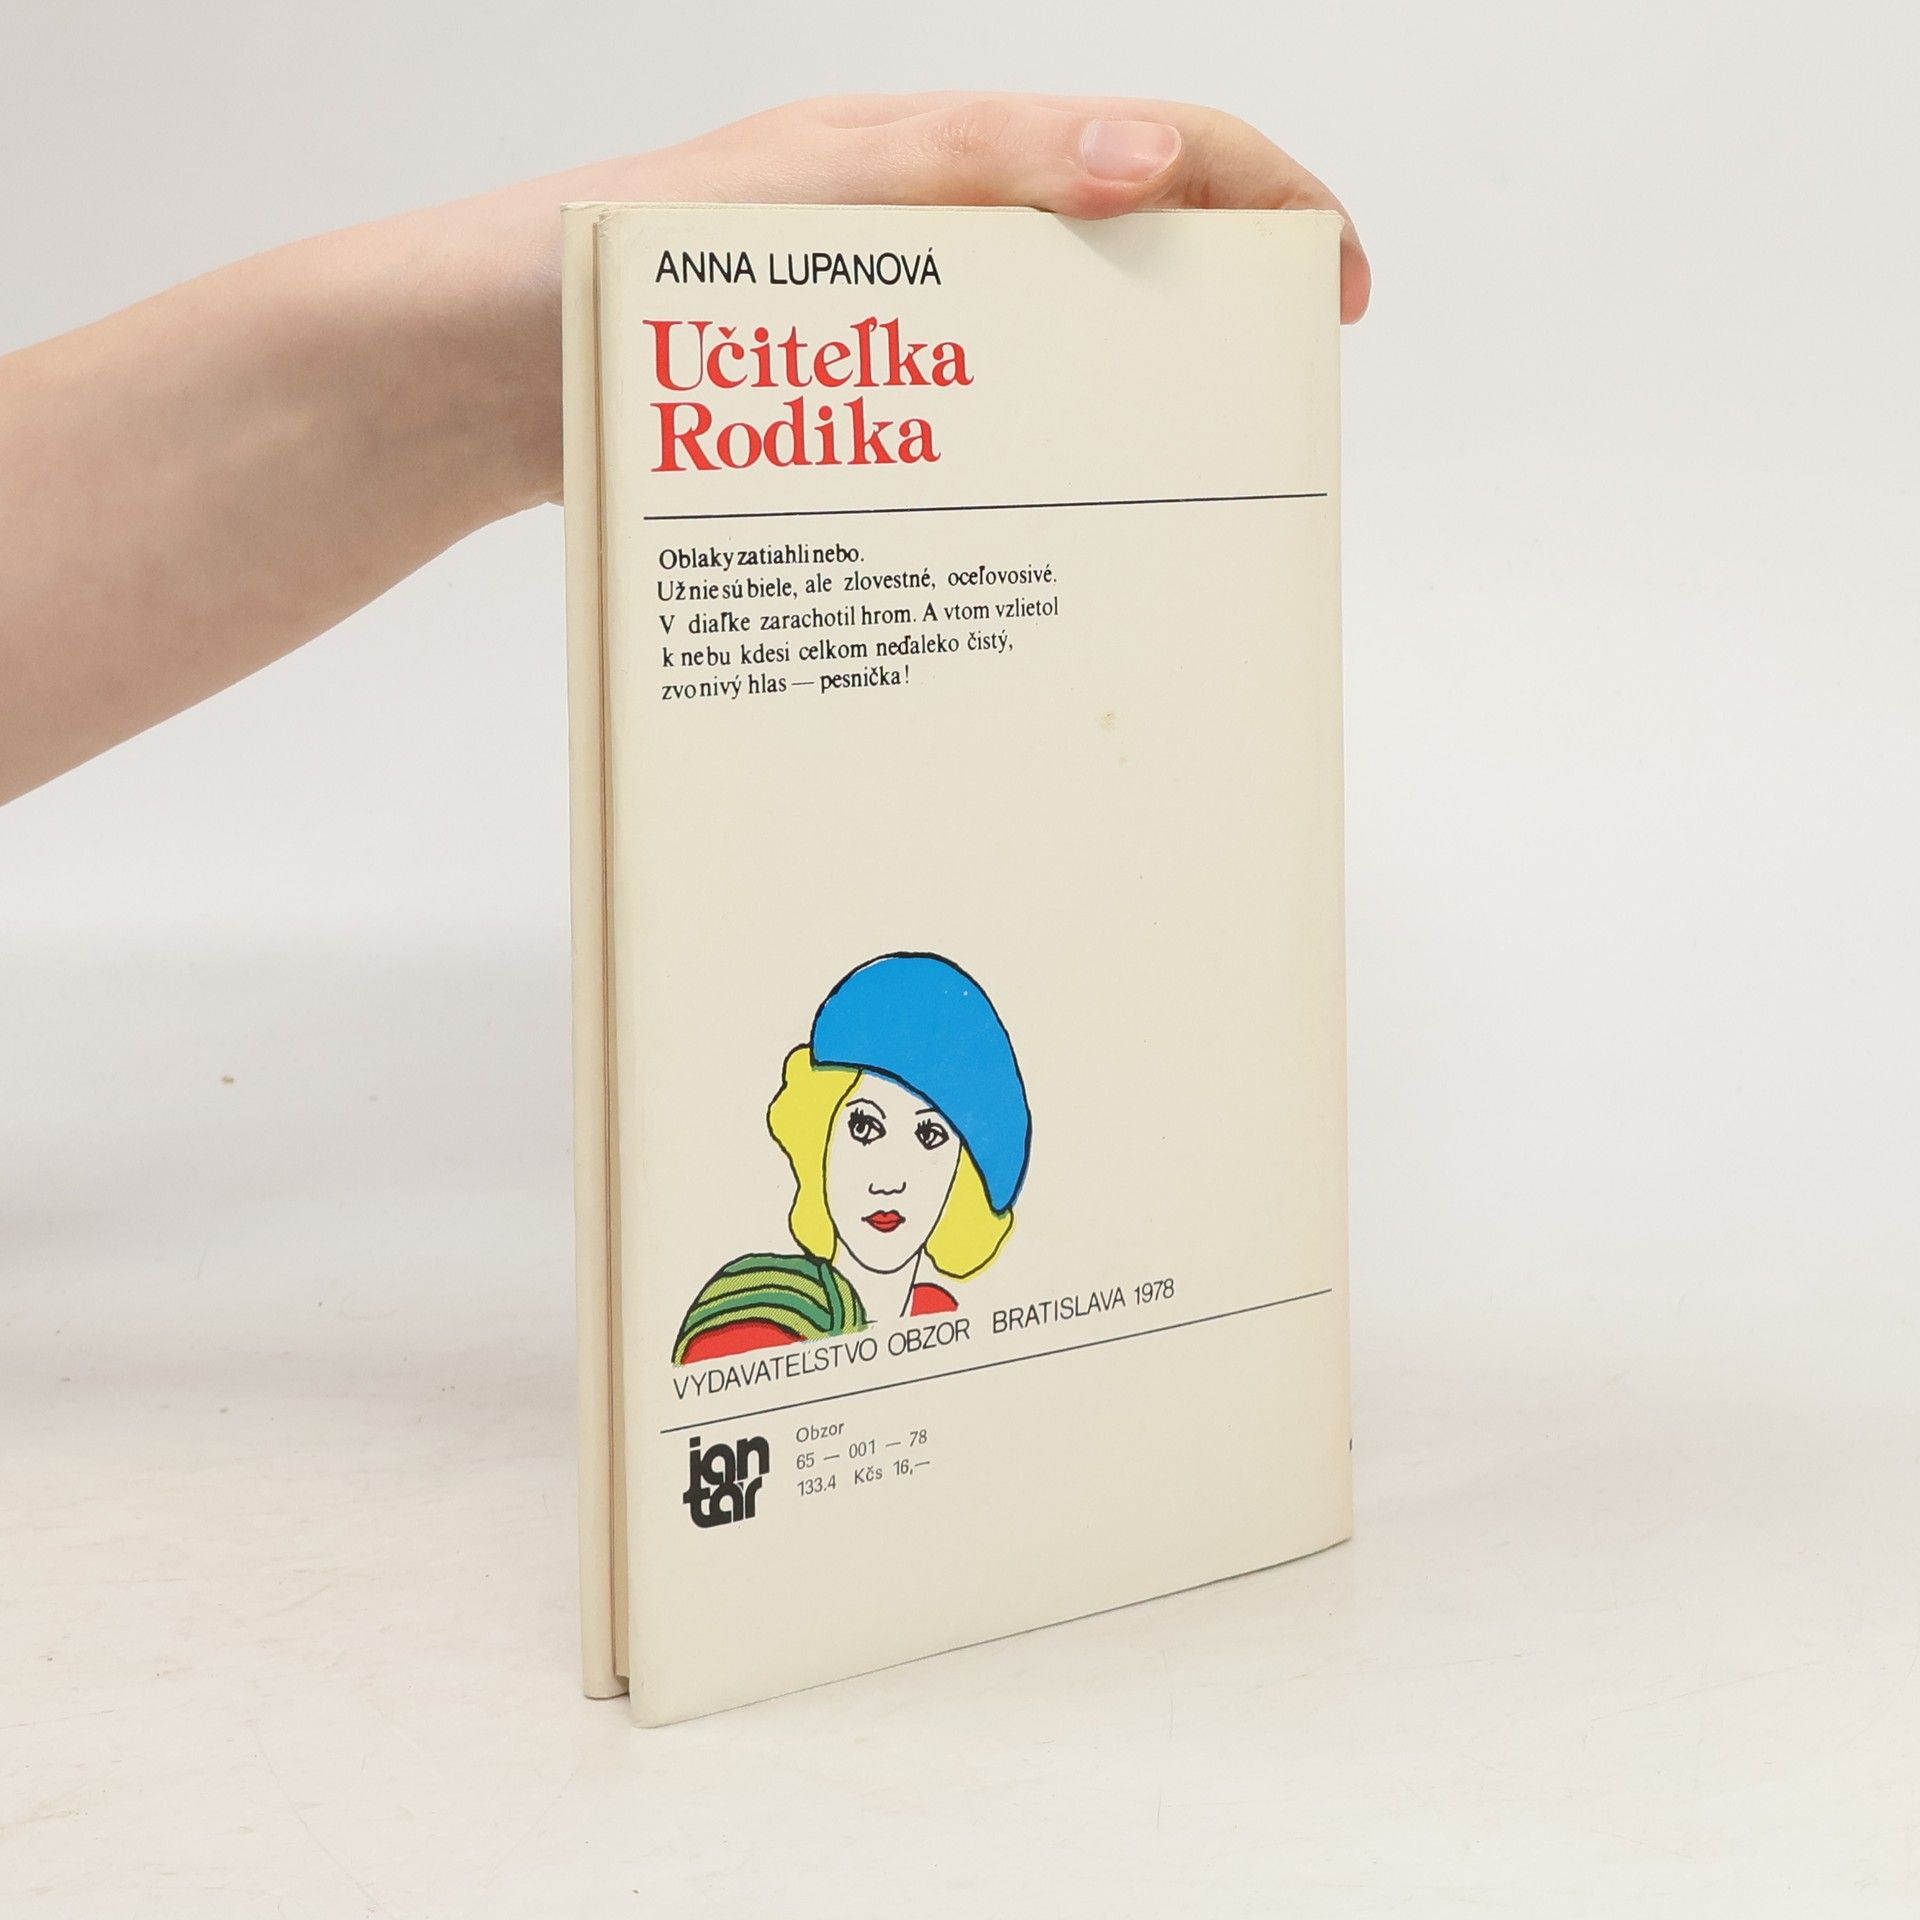 ANNA LUPANOVÁ
Učiteľka
Rodika
Oblaky zatiahli nebo.
Už nie sú biele, ale zlovestné, oceľovosivé.
V diaľke zarachotil hrom. A vtom vzlietol
k nebu kdesi celkom neďaleko čistý,
zvonivý hlas — pesnička!
VYDAVATEĽSTVO OBZOR BRATISLAVA 1978
jan
tár
Obzor
65 — 001 — 78
133.4 Kčs 16,—